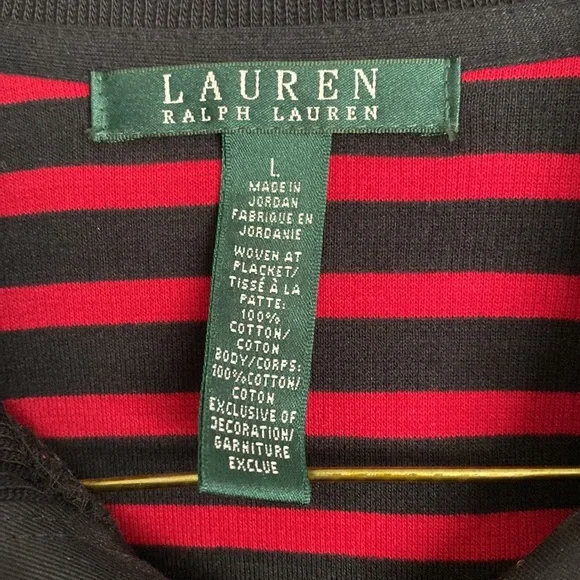 LAUREN
RALPH LAUREN
L
MADE IN
JORDAN
FABRIQUE EN
JORDANIE
WOVEN AT
PLACKET/
TISSÉ À LA
PATTE:
100%
COTTON/
COTON
BODY/CORPS:
100%COTTON/
COTON
EXCLUSIVE OF
DECORATION/
GARNITURE
EXCLUE